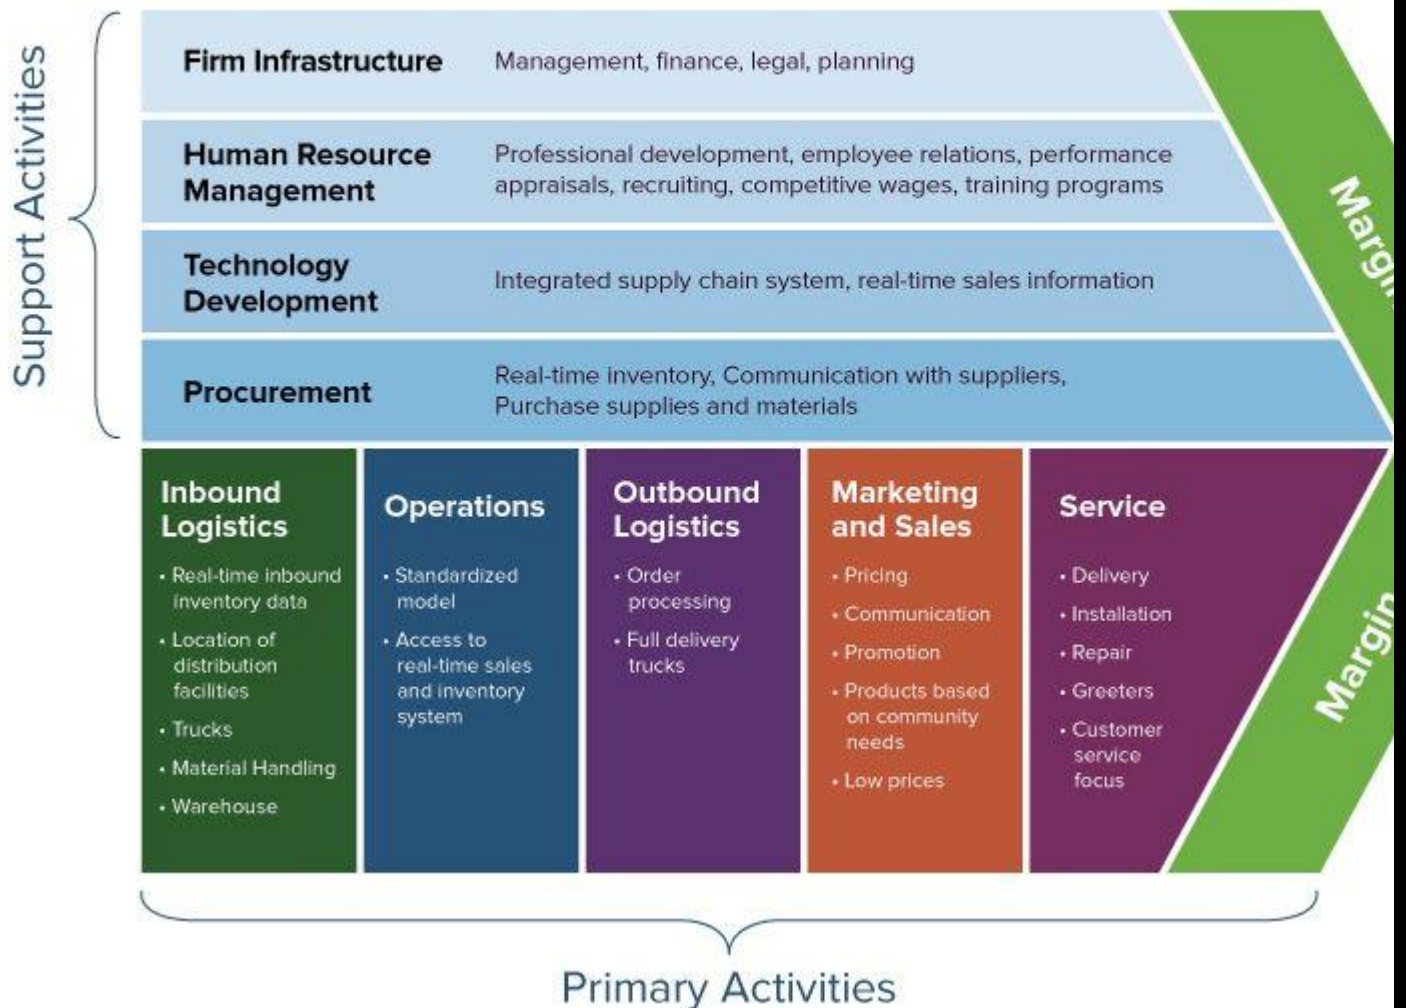 Support Activities
Firm Infrastructure
Management, finance, legal, planning
Human Resource
Management
Professional development, employee relations, performance
appraisals, recruiting, competitive wages, training programs
Technology
Development
Integrated supply chain system, real-time sales information
Procurement
Real-time inventory, Communication with suppliers,
Purchase supplies and materials
Margin
Inbound
Logistics
• Real-time inbound
inventory data
• Location of
distribution
facilities
• Trucks
• Material Handling
• Warehouse
Operations
• Standardized
model
• Access to
real-time sales
and inventory
system
Outbound
Logistics
• Order
processing
• Full delivery
trucks
Marketing
and Sales
• Pricing
• Communication
• Promotion
• Products based
on community
needs
• Low prices
Service
• Delivery
• Installation
• Repair
• Greeters
• Customer
service
focus
Margin
Primary Activities